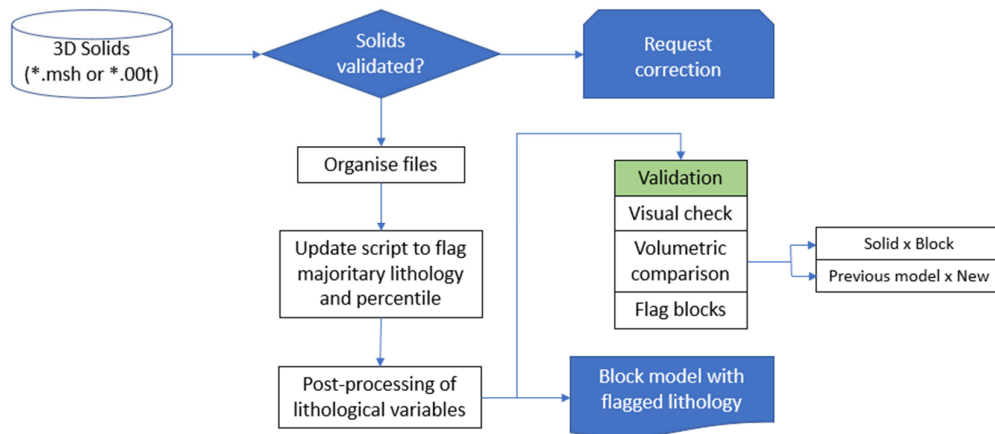 3D Solids
(*.msh or *.00t)
Solids
validated?
Request
correction
Organise files
Update script to flag
majoritary lithology
and percentile
Post-processing of
lithological variables
Validation
Visual check
Volumetric
comparison
Flag blocks
Solid x Block
Previous model x New
Block model with
flagged lithology